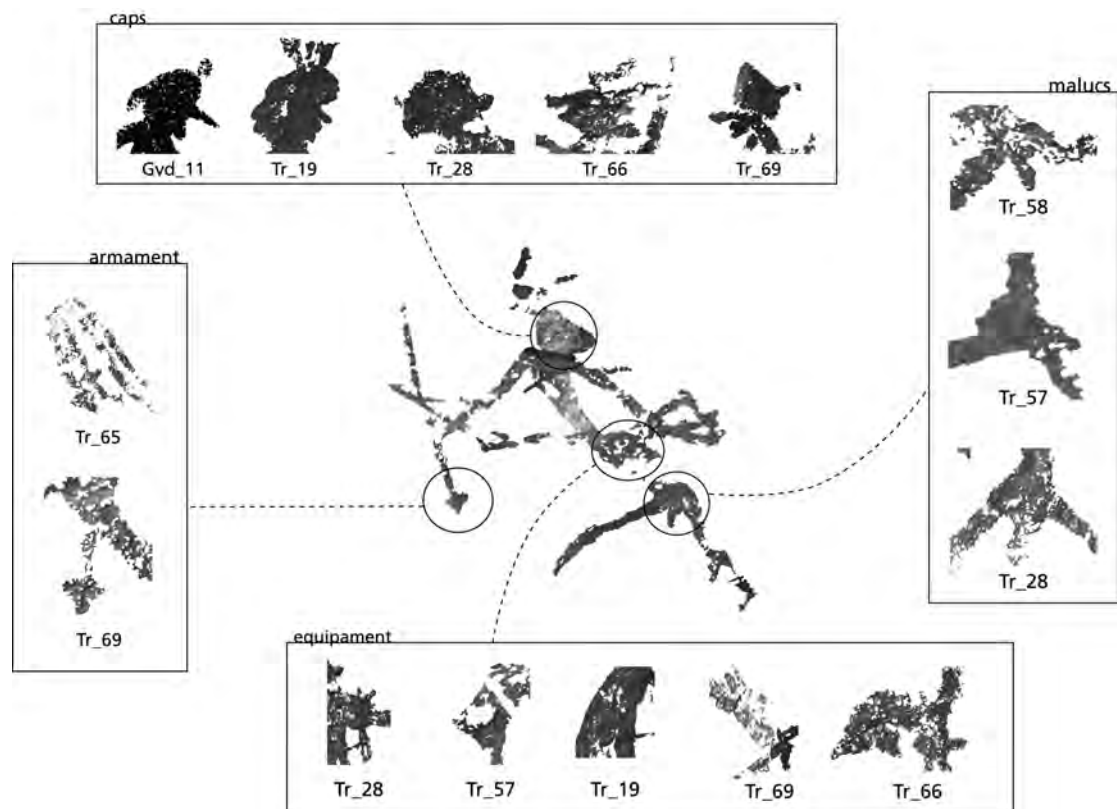 caps
Gvd_11 Tr_19 Tr_28 Tr_66 Tr_69
malucs
Tr_58
Tr_57
Tr_28
armament
Tr_65
Tr_69
equipament
Tr_28 Tr_57 Tr_19 Tr_69 Tr_66